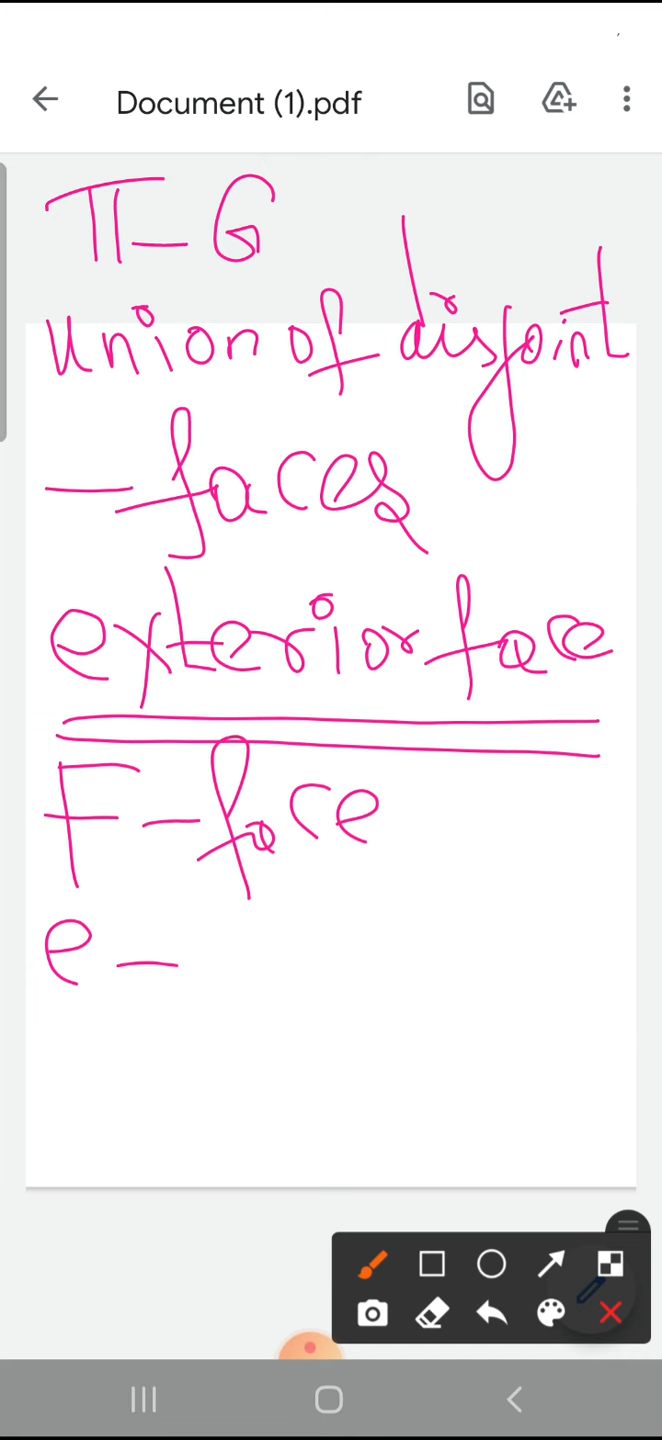 Document (1).pdf
π - G
union of disjoint
- faces
exterior face
F - face
e -